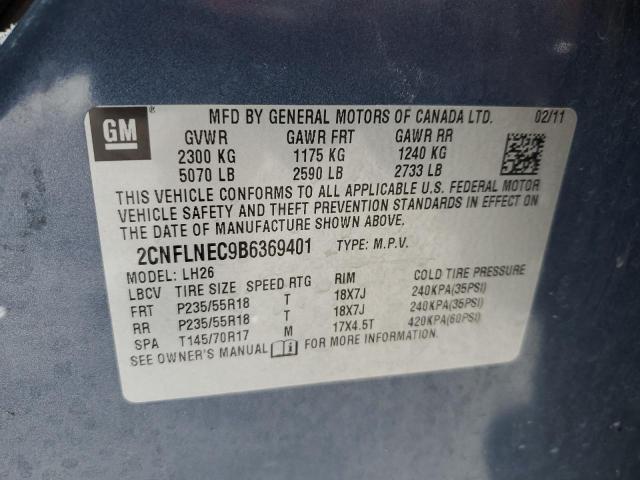 GM ®
MFD BY GENERAL MOTORS OF CANADA LTD. 02/11
GVWR GAWR FRT GAWR RR
2300 KG 1175 KG 1240 KG
5070 LB 2590 LB 2733 LB
THIS VEHICLE CONFORMS TO ALL APPLICABLE U.S. FEDERAL MOTOR
VEHICLE SAFETY AND THEFT PREVENTION STANDARDS IN EFFECT ON
THE DATE OF MANUFACTURE SHOWN ABOVE.
2CNFLNEC9B6369401 TYPE: M.P.V.
MODEL: LH26
LBCV TIRE SIZE SPEED RTG RIM COLD TIRE PRESSURE
FRT P235/55R18 T 18X7J 240KPA(35PSI)
RR P235/55R18 T 18X7J 240KPA(35PSI)
SPA T145/70R17 M 17X4.5T 420KPA(60PSI)
SEE OWNER'S MANUAL i FOR MORE INFORMATION.